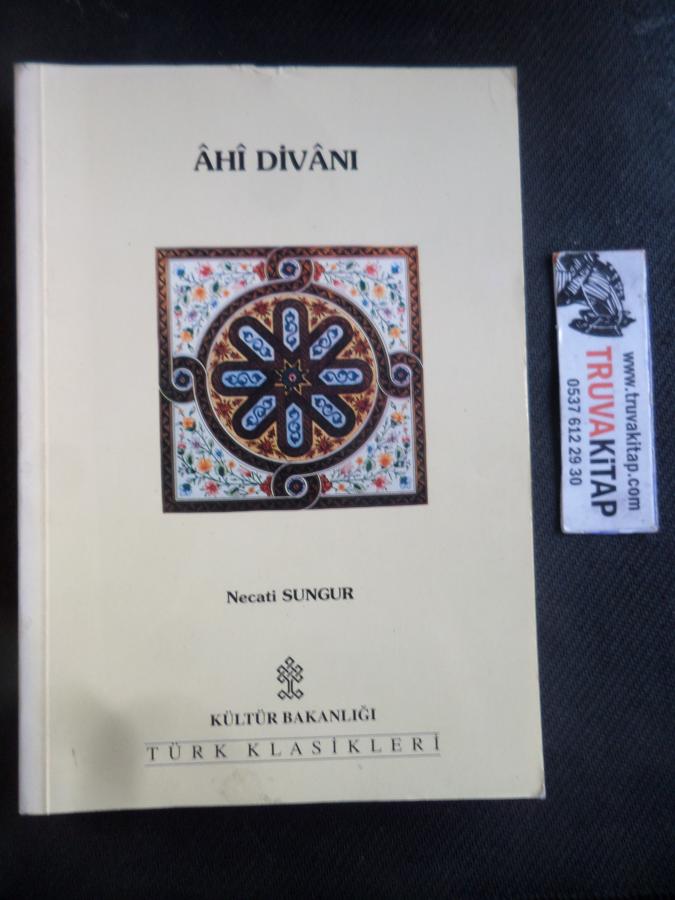 ÂHÎ DİVÂNI
Necati SUNGUR
KÜLTÜR BAKANLIĞI
TÜRK KLASİKLERİ
www.truvakitap.com
TRUVAKiTAP
0537 612 29 30